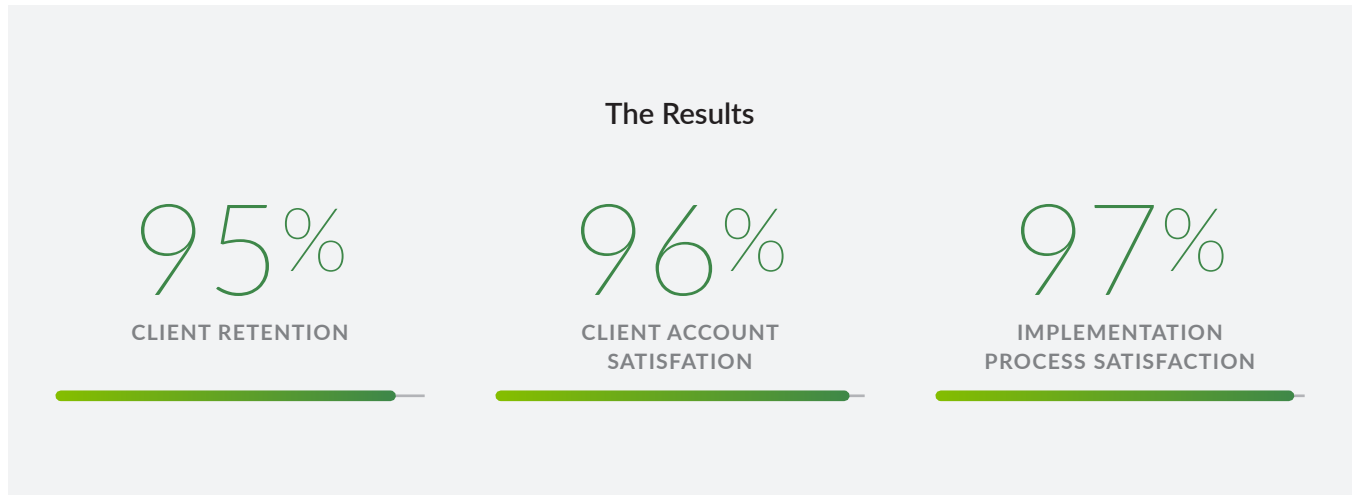 The Results
95%
96%
97%
CLIENT RETENTION
CLIENT ACCOUNT
SATISFATION
IMPLEMENTATION
PROCESS SATISFACTION